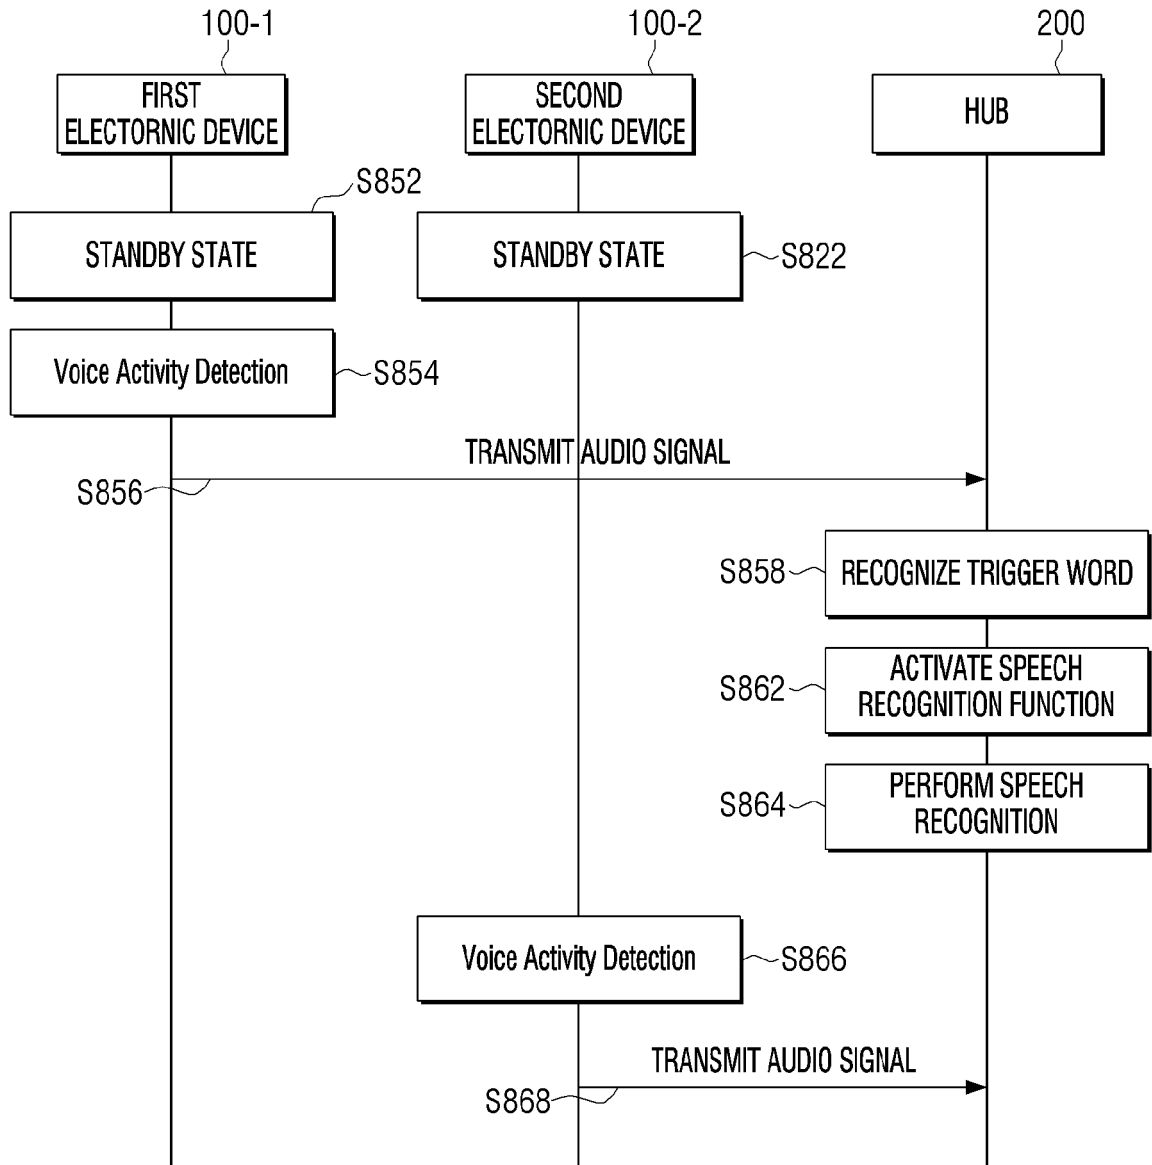 100-1
100-2
200
FIRST
ELECTORNIC DEVICE
SECOND
ELECTORNIC DEVICE
HUB
S852
STANDBY STATE
STANDBY STATE
S822
Voice Activity Detection
S854
TRANSMIT AUDIO SIGNAL
S856
S858
RECOGNIZE TRIGGER WORD
S862
ACTIVATE SPEECH
RECOGNITION FUNCTION
S864
PERFORM SPEECH
RECOGNITION
Voice Activity Detection
S866
TRANSMIT AUDIO SIGNAL
S868